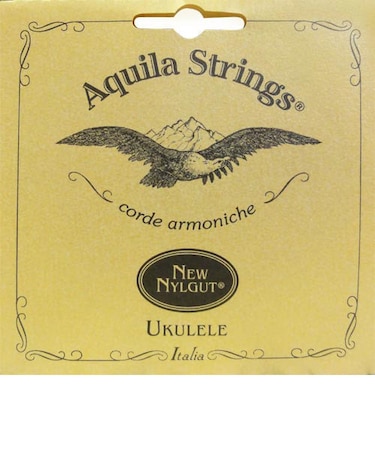 Aquila Strings®
corde armoniche
NEW
NYLGUT®
UKULELE
Italia